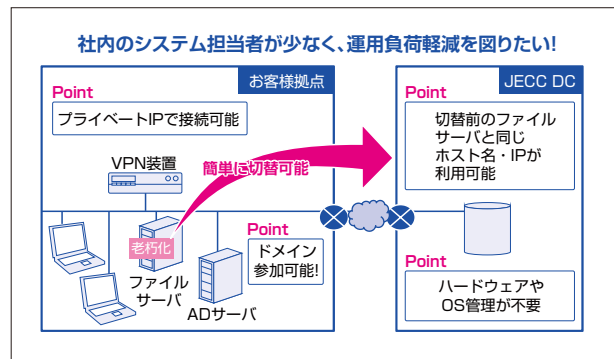 社内のシステム担当者が少なく、運用負荷軽減を図りたい!
お客様拠点
Point
プライベートIPで接続可能
VPN装置
簡単に切替可能
老朽化
ファイル
サーバ
ADサーバ
Point
ドメイン
参加可能!
JECC DC
Point
切替前のファイル
サーバと同じ
ホスト名・IPが
利用可能
Point
ハードウェアや
OS管理が不要